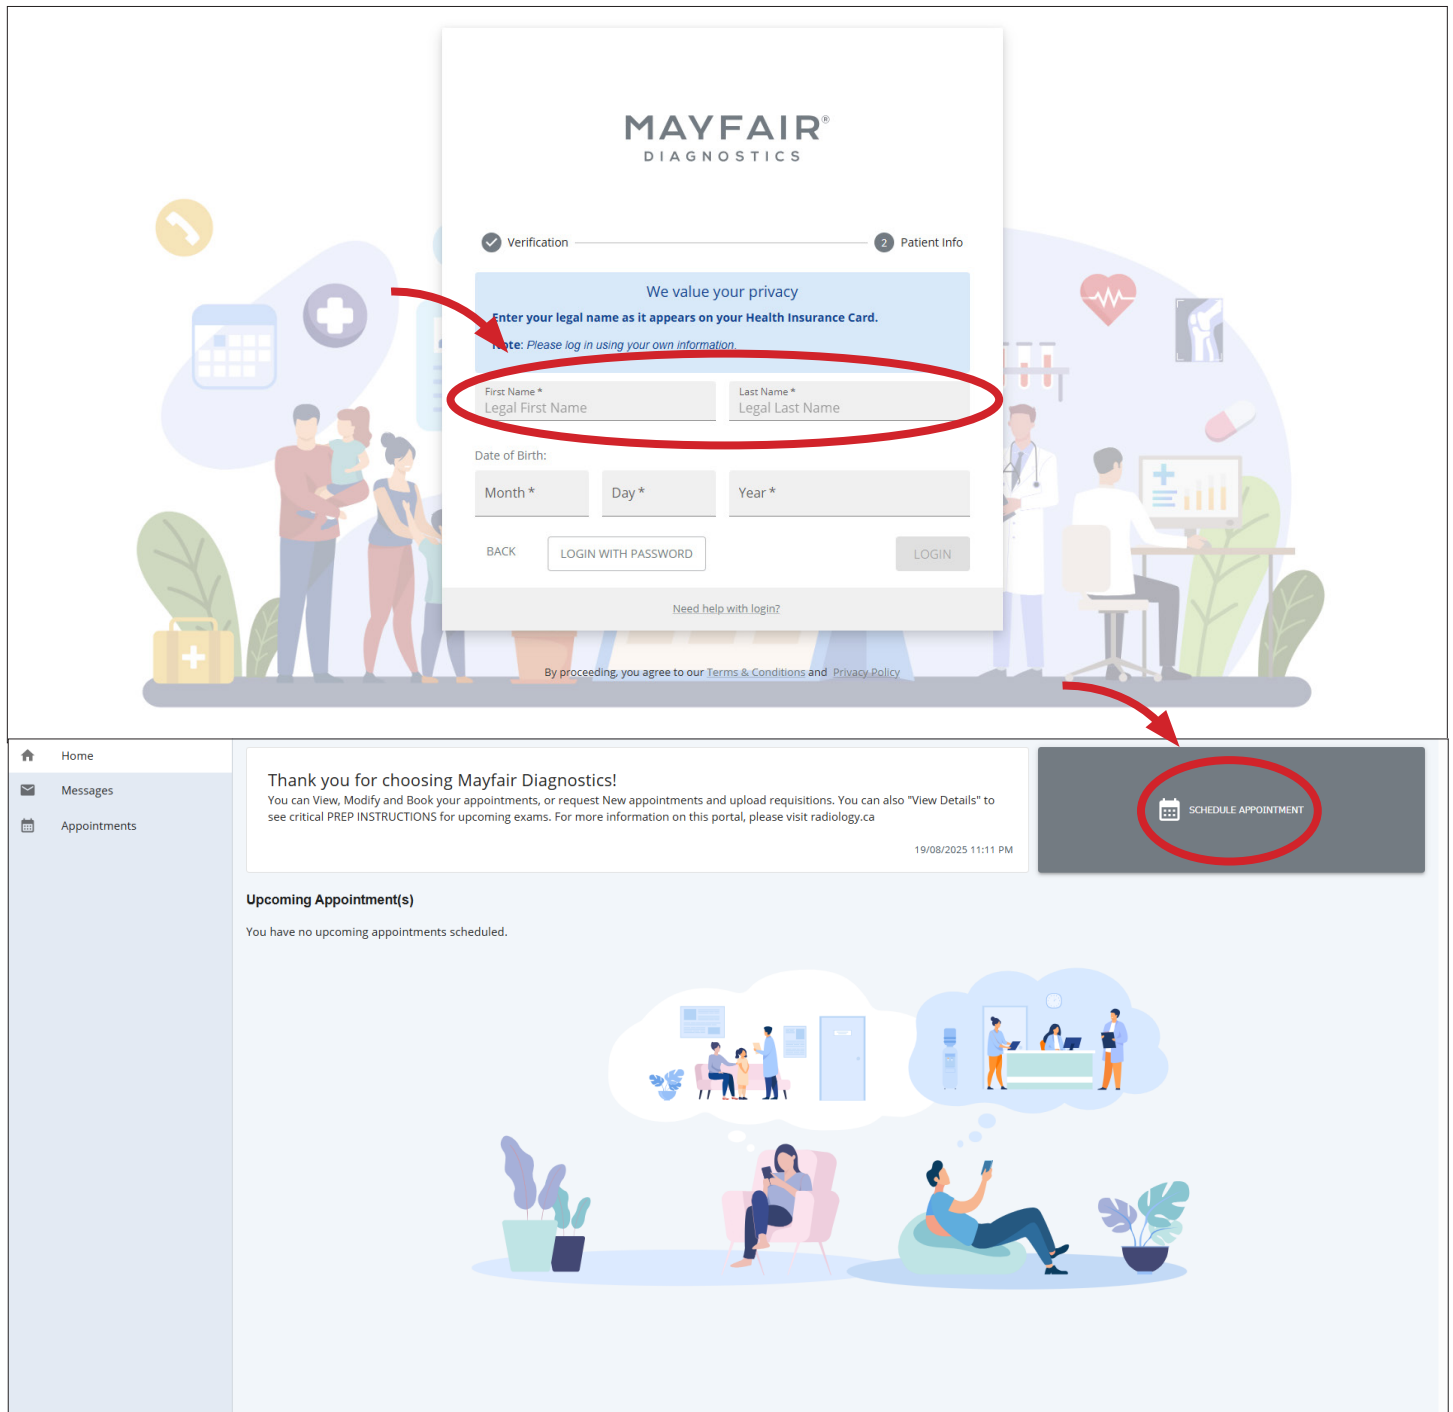 MAYFAIR®
DIAGNOSTICS
Verification
2 Patient Info
We value your privacy
Enter your legal name as it appears on your Health Insurance Card.
Note: Please log in using your own information.
First Name *
Legal First Name
Last Name *
Legal Last Name
Date of Birth:
Month *
Day *
Year *
BACK
LOGIN WITH PASSWORD
LOGIN
Need help with login?
By proceeding, you agree to our Terms & Conditions and Privacy Policy
Home
Messages
Appointments
Thank you for choosing Mayfair Diagnostics!
You can View, Modify and Book your appointments, or request New appointments and upload requisitions. You can also "View Details" to
see critical PREP INSTRUCTIONS for upcoming exams. For more information on this portal, please visit radiology.ca
19/08/2025 11:11 PM
SCHEDULE APPOINTMENT
Upcoming Appointment(s)
You have no upcoming appointments scheduled.